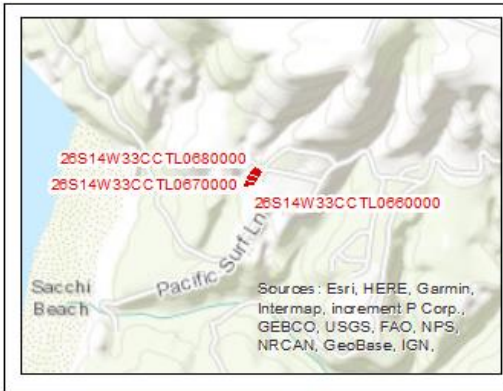 26S14W33CCTL0680000
26S14W33CCTL0670000
26S14W33CCTL0660000
Pacific Surf Ln
Sacchi
Beach
Sources: Esri, HERE, Garmin,
Intermap, increment P Corp.,
GEBCO, USGS, FAO, NPS,
NRCAN, GeoBase, IGN,